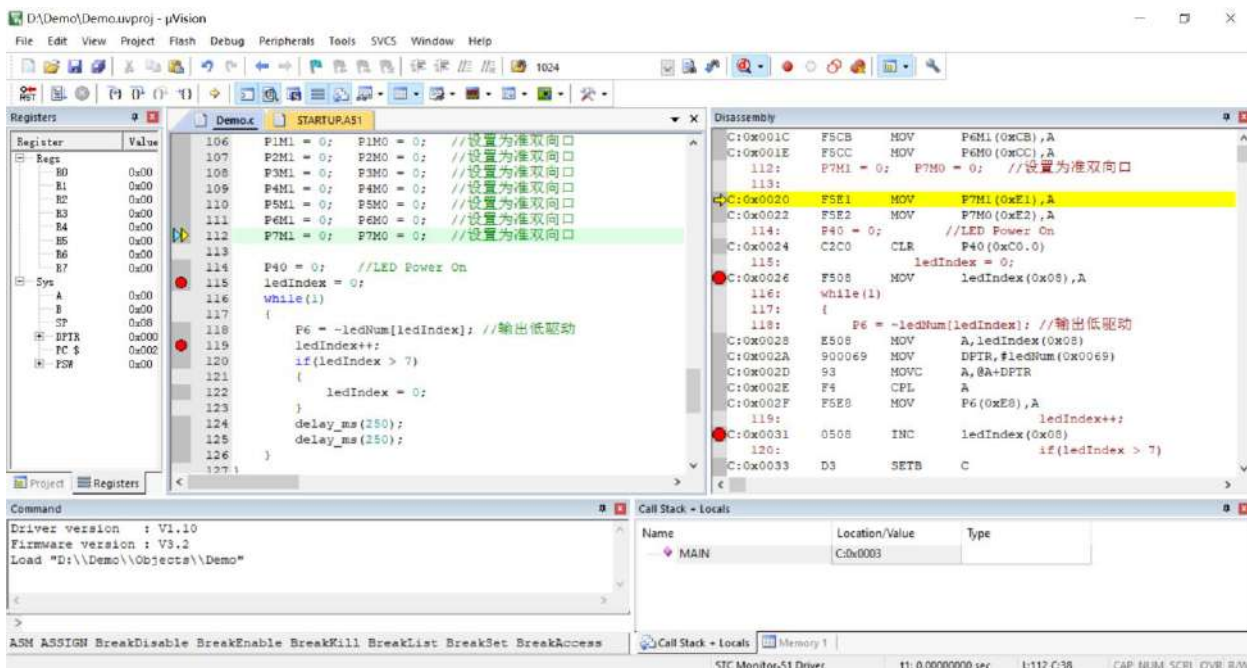 D:\Demo\Demo.uvproj - µVision
File Edit View Project Flash Debug Peripherals Tools SVCS Window Help
1024
RST
Registers
Register Value
Regs
R0 0x00
R1 0x00
R2 0x00
R3 0x00
R4 0x00
R5 0x00
R6 0x00
R7 0x00
Sys
A 0x00
B 0x00
SP 0x08
DPTR 0x000
PC $ 0x002
PSW 0x00
Project Registers
Demo.c STARTUP.A51
106 P1M1 = 0; P1M0 = 0; //设置为准双向口
107 P2M1 = 0; P2M0 = 0; //设置为准双向口
108 P3M1 = 0; P3M0 = 0; //设置为准双向口
109 P4M1 = 0; P4M0 = 0; //设置为准双向口
110 P5M1 = 0; P5M0 = 0; //设置为准双向口
111 P6M1 = 0; P6M0 = 0; //设置为准双向口
112 P7M1 = 0; P7M0 = 0; //设置为准双向口
113
114 P40 = 0; //LED Power On
115 ledIndex = 0;
116 while(1)
117 {
118 P6 = ~ledNum[ledIndex]; //输出低驱动
119 ledIndex++;
120 if(ledIndex > 7)
121 {
122 ledIndex = 0;
123 }
124 delay_ms(250);
125 delay_ms(250);
126 }
127 }
Disassembly
C:0x001C F5CB MOV P6M1(0xCB),A
C:0x001E F5CC MOV P6M0(0xCC),A
112: P7M1 = 0; P7M0 = 0; //设置为准双向口
113:
C:0x0020 F5E1 MOV P7M1(0xE1),A
C:0x0022 F5E2 MOV P7M0(0xE2),A
114: P40 = 0; //LED Power On
C:0x0024 C2C0 CLR P40(0xC0.0)
115: ledIndex = 0;
C:0x0026 F508 MOV ledIndex(0x08),A
116: while(1)
117: {
118: P6 = ~ledNum[ledIndex]; //输出低驱动
C:0x0028 E508 MOV A,ledIndex(0x08)
C:0x002A 900069 MOV DPTR,#ledNum(0x0069)
C:0x002D 93 MOVC A,@A+DPTR
C:0x002E F4 CPL A
C:0x002F F5E8 MOV P6(0xE8),A
119: ledIndex++;
C:0x0031 0508 INC ledIndex(0x08)
120: if(ledIndex > 7)
C:0x0033 D3 SETB C
Command
Driver version : V1.10
Firmware version : V3.2
Load "D:\\Demo\\Objects\\Demo"
>
ASM ASSIGN BreakDisable BreakEnable BreakKill BreakList BreakSet BreakAccess
Call Stack + Locals
Name Location/Value Type
MAIN C:0x0003
Call Stack + Locals Memory 1
STC Monitor-51 Driver t1: 0.00000000 sec L:112 C:38 CAP NUM SCRL OVR R/W